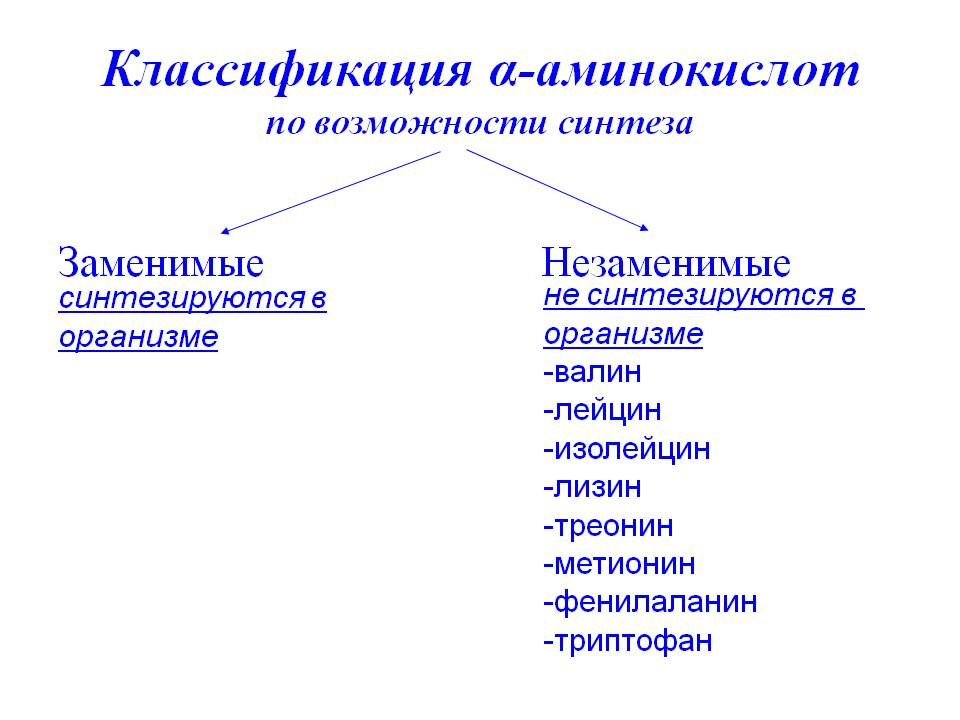 Классификация α-аминокислот
по возможности синтеза
Заменимые
синтезируются в
организме
Незаменимые
не синтезируются в
организме
-валин
-лейцин
-изолейцин
-лизин
-треонин
-метионин
-фенилаланин
-триптофан